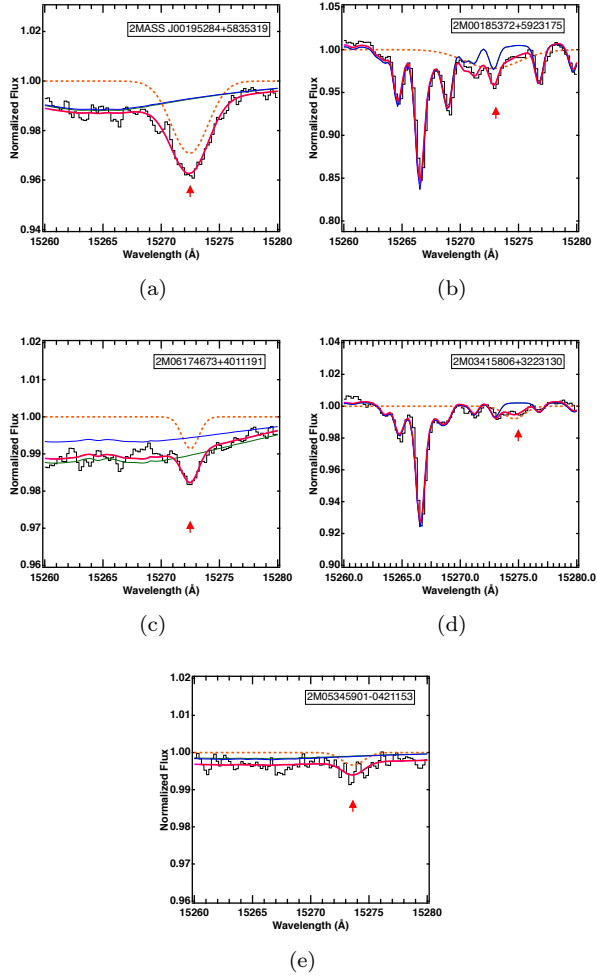 2MASS J00195284+5835319
1.02
1.00
0.98
0.96
0.94
Normalized Flux
15260 15265 15270 15275 15280
Wavelength (Å)
(a)
2M00185372+5923175
1.00
0.95
0.90
0.85
0.80
Normalized Flux
15260 15265 15270 15275 15280
Wavelength (Å)
(b)
2M06174673+4011191
1.02
1.01
1.00
0.99
0.98
0.97
0.96
Normalized Flux
15260 15265 15270 15275 15280
Wavelength (Å)
(c)
2M03415806+3223130
1.02
1.00
0.98
0.96
0.94
0.92
0.90
Normalized Flux
15260.0 15265.0 15270.0 15275.0 15280.0
Wavelength (Å)
(d)
2M05345901-0421153
1.02
1.01
1.00
0.99
0.98
0.97
0.96
Normalized Flux
15260 15265 15270 15275 15280
Wavelength (Å)
(e)